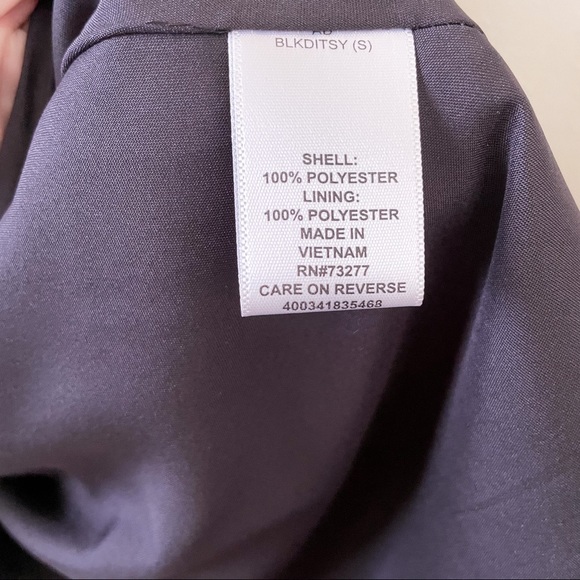 BLKDITSY (S)
SHELL:
100% POLYESTER
LINING:
100% POLYESTER
MADE IN
VIETNAM
RN#73277
CARE ON REVERSE
400341835468